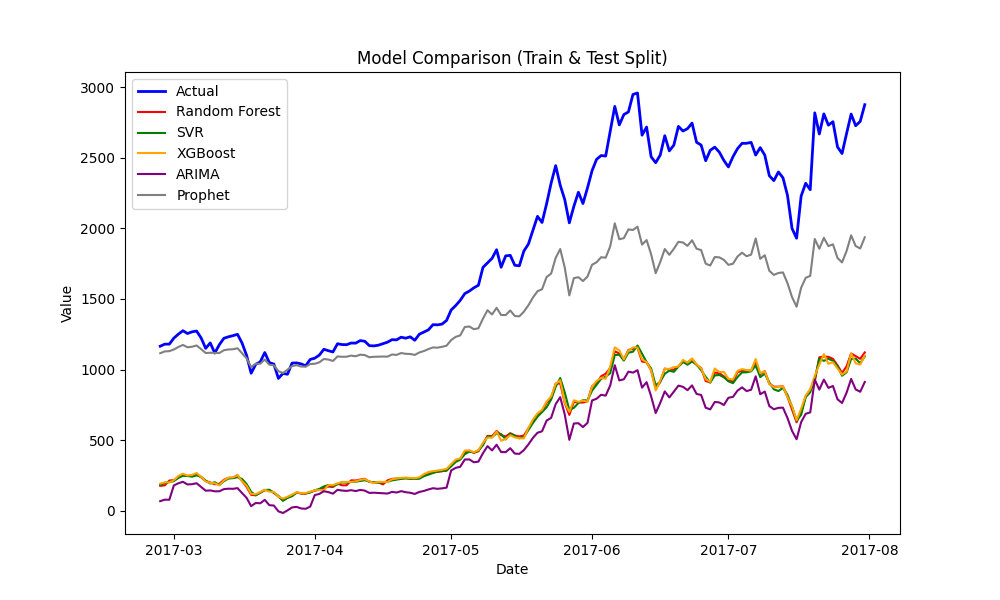 Model Comparison (Train & Test Split)
Actual
Random Forest
SVR
XGBoost
ARIMA
Prophet
3000
2500
2000
1500
1000
500
0
Value
2017-03
2017-04
2017-05
2017-06
2017-07
2017-08
Date